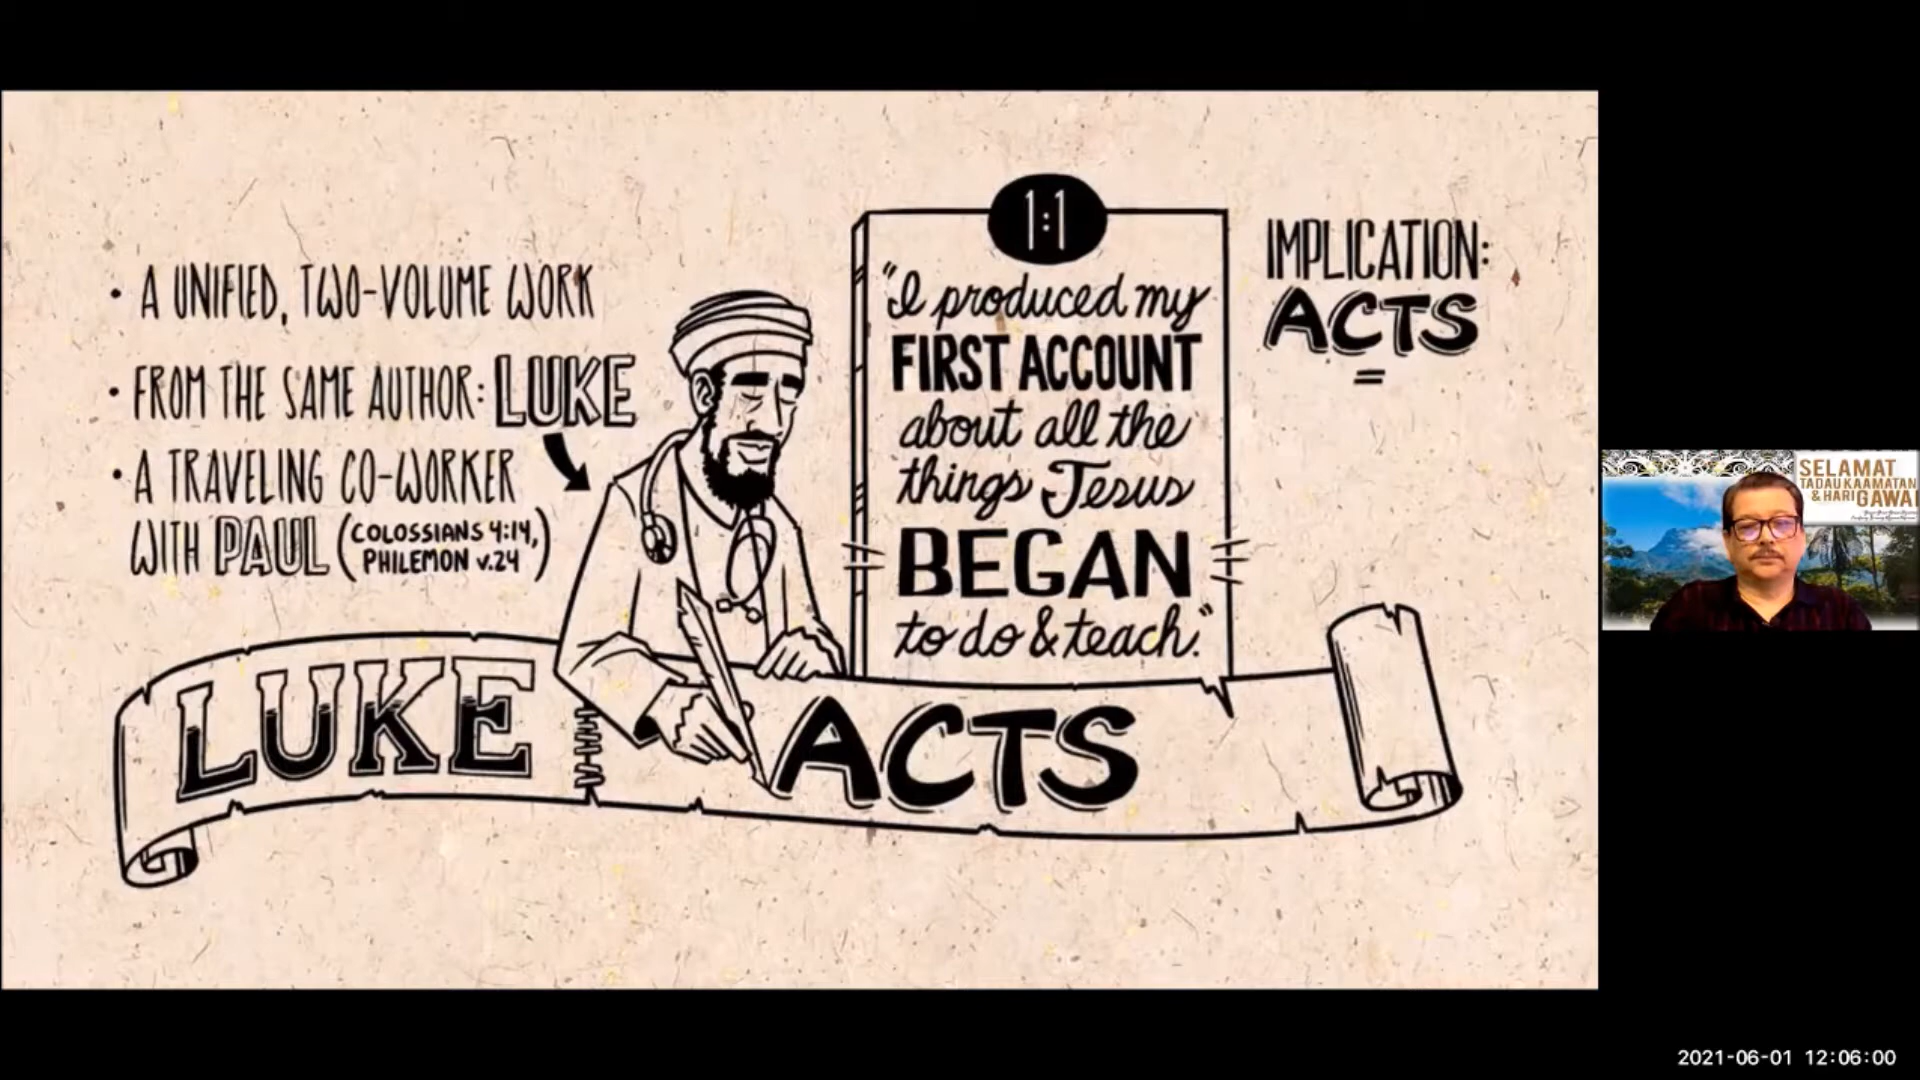 • A UNIFIED, TWO-VOLUME WORK
• FROM THE SAME AUTHOR: LUKE
• A TRAVELING CO-WORKER
WITH PAUL (COLOSSIANS 4:14,
PHILEMON v.24)
1:1
"I produced my
FIRST ACCOUNT
about all the
things Jesus
BEGAN
to do & teach."
IMPLICATION:
ACTS
=
LUKE
ACTS
SELAMAT
TADAU KAAMATAN
& HARI GAWAI
2021-06-01 12:06:00